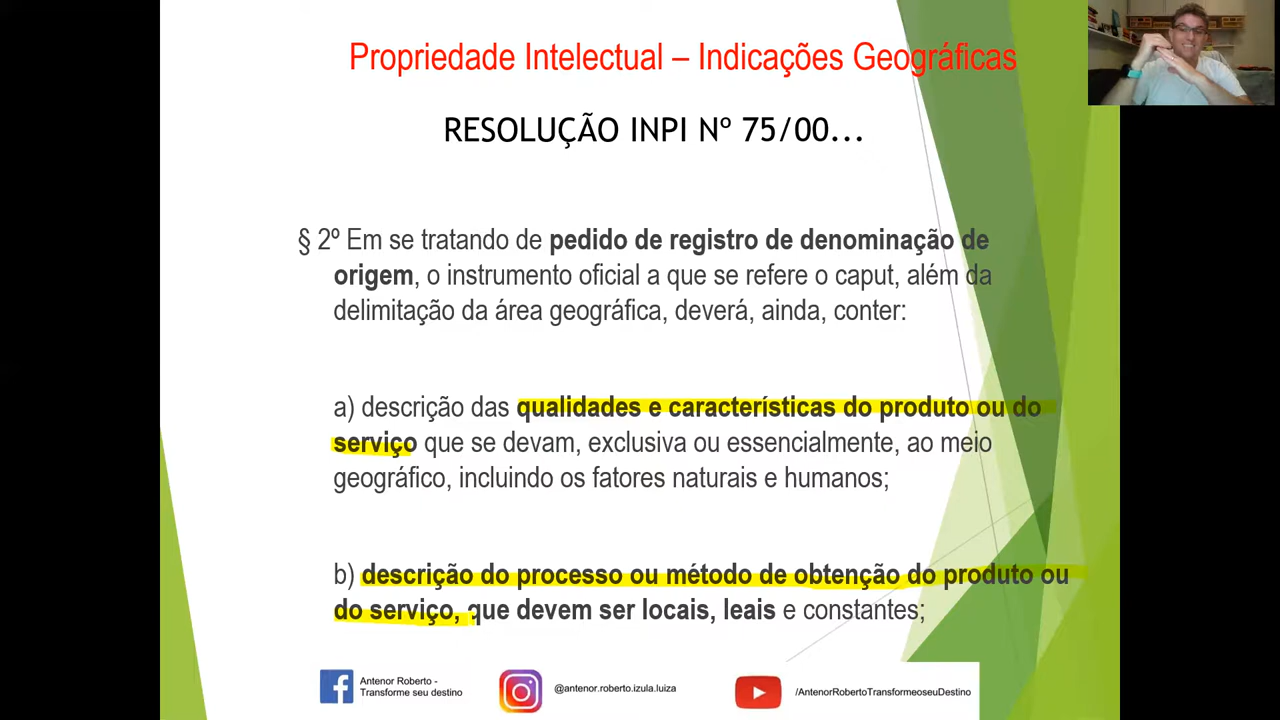 Propriedade Intelectual – Indicações Geográficas
RESOLUÇÃO INPI Nº 75/00...
§ 2º Em se tratando de pedido de registro de denominação de
origem, o instrumento oficial a que se refere o caput, além da
delimitação da área geográfica, deverá, ainda, conter:
a) descrição das qualidades e características do produto ou do
serviço que se devam, exclusiva ou essencialmente, ao meio
geográfico, incluindo os fatores naturais e humanos;
b) descrição do processo ou método de obtenção do produto ou
do serviço, que devem ser locais, leais e constantes;
Antenor Roberto -
Transforme seu destino
@antenor.roberto.izula.luiza
/AntenorRobertoTransformeoseuDestino